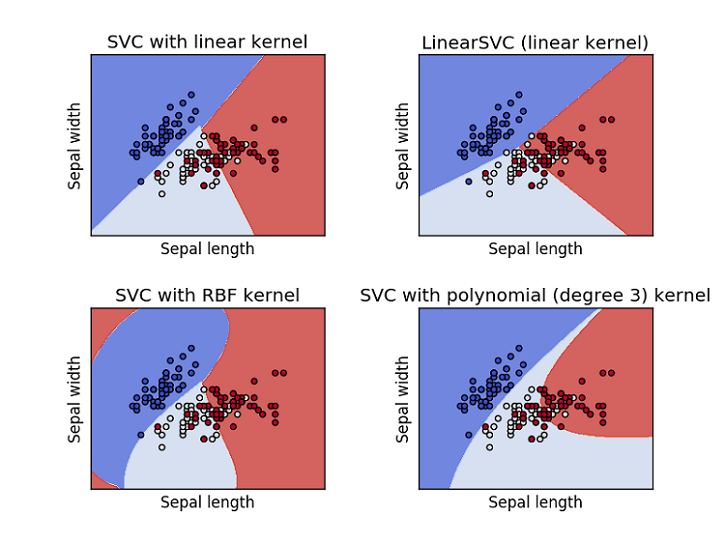 SVC with linear kernel
LinearSVC (linear kernel)
Sepal width
Sepal width
Sepal length
Sepal length
SVC with RBF kernel
SVC with polynomial (degree 3) kernel
Sepal width
Sepal width
Sepal length
Sepal length